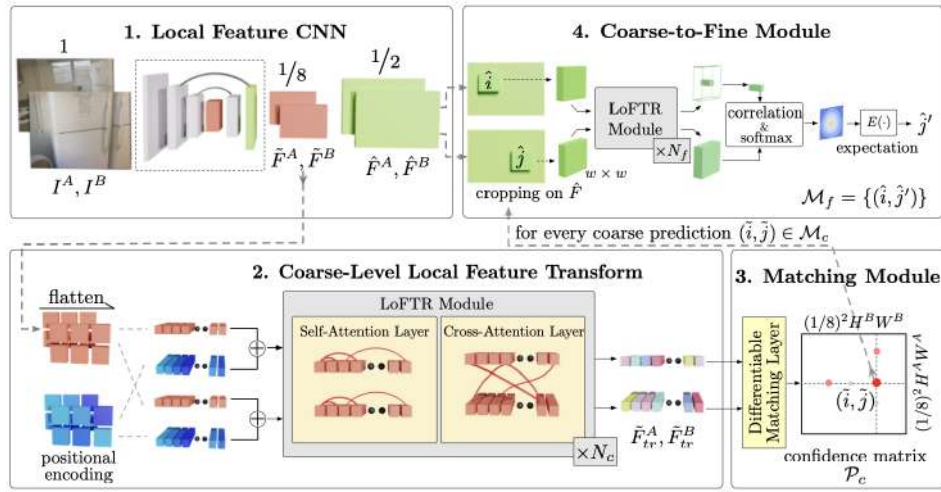 1. Local Feature CNN
1
1/8
1/2
I^A, I^B
F̃^A, F̃^B
F̂^A, F̂^B
4. Coarse-to-Fine Module
î
ĵ
w × w
cropping on F̂
LoFTR
Module
×N_f
correlation
&
softmax
E(·)
ĵ′
expectation
M_f = {(î, ĵ′)}
for every coarse prediction (ĩ, j̃) ∈ M_c
2. Coarse-Level Local Feature Transform
flatten
positional
encoding
LoFTR Module
Self-Attention Layer
Cross-Attention Layer
×N_c
F̃^A_tr, F̃^B_tr
3. Matching Module
Differentiable
Matching Layer
(1/8)^2 H^B W^B
(1/8)^2 H^A W^A
(ĩ, j̃)
confidence matrix
P_c